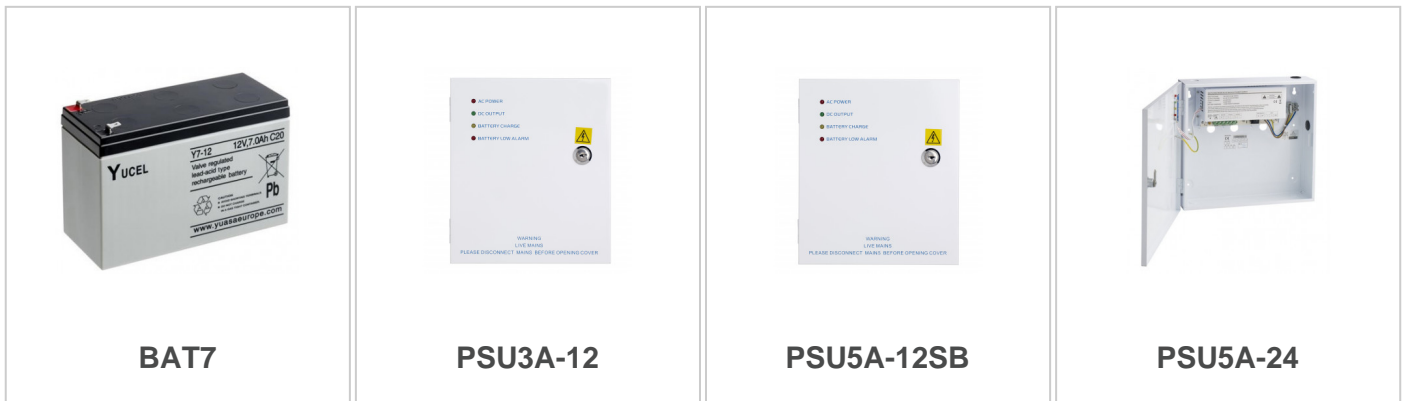 YUCEL
Y7-12 12V,7.0Ah C20
Valve regulated
lead-acid type
rechargeable battery
Pb
www.yuasaeurope.com
BAT7
AC POWER
DC OUTPUT
BATTERY CHARGE
BATTERY LOW ALARM
WARNING
LIVE MAINS
PLEASE DISCONNECT MAINS BEFORE OPENING COVER
PSU3A-12
AC POWER
DC OUTPUT
BATTERY CHARGE
BATTERY LOW ALARM
WARNING
LIVE MAINS
PLEASE DISCONNECT MAINS BEFORE OPENING COVER
PSU5A-12SB
PSU5A-24